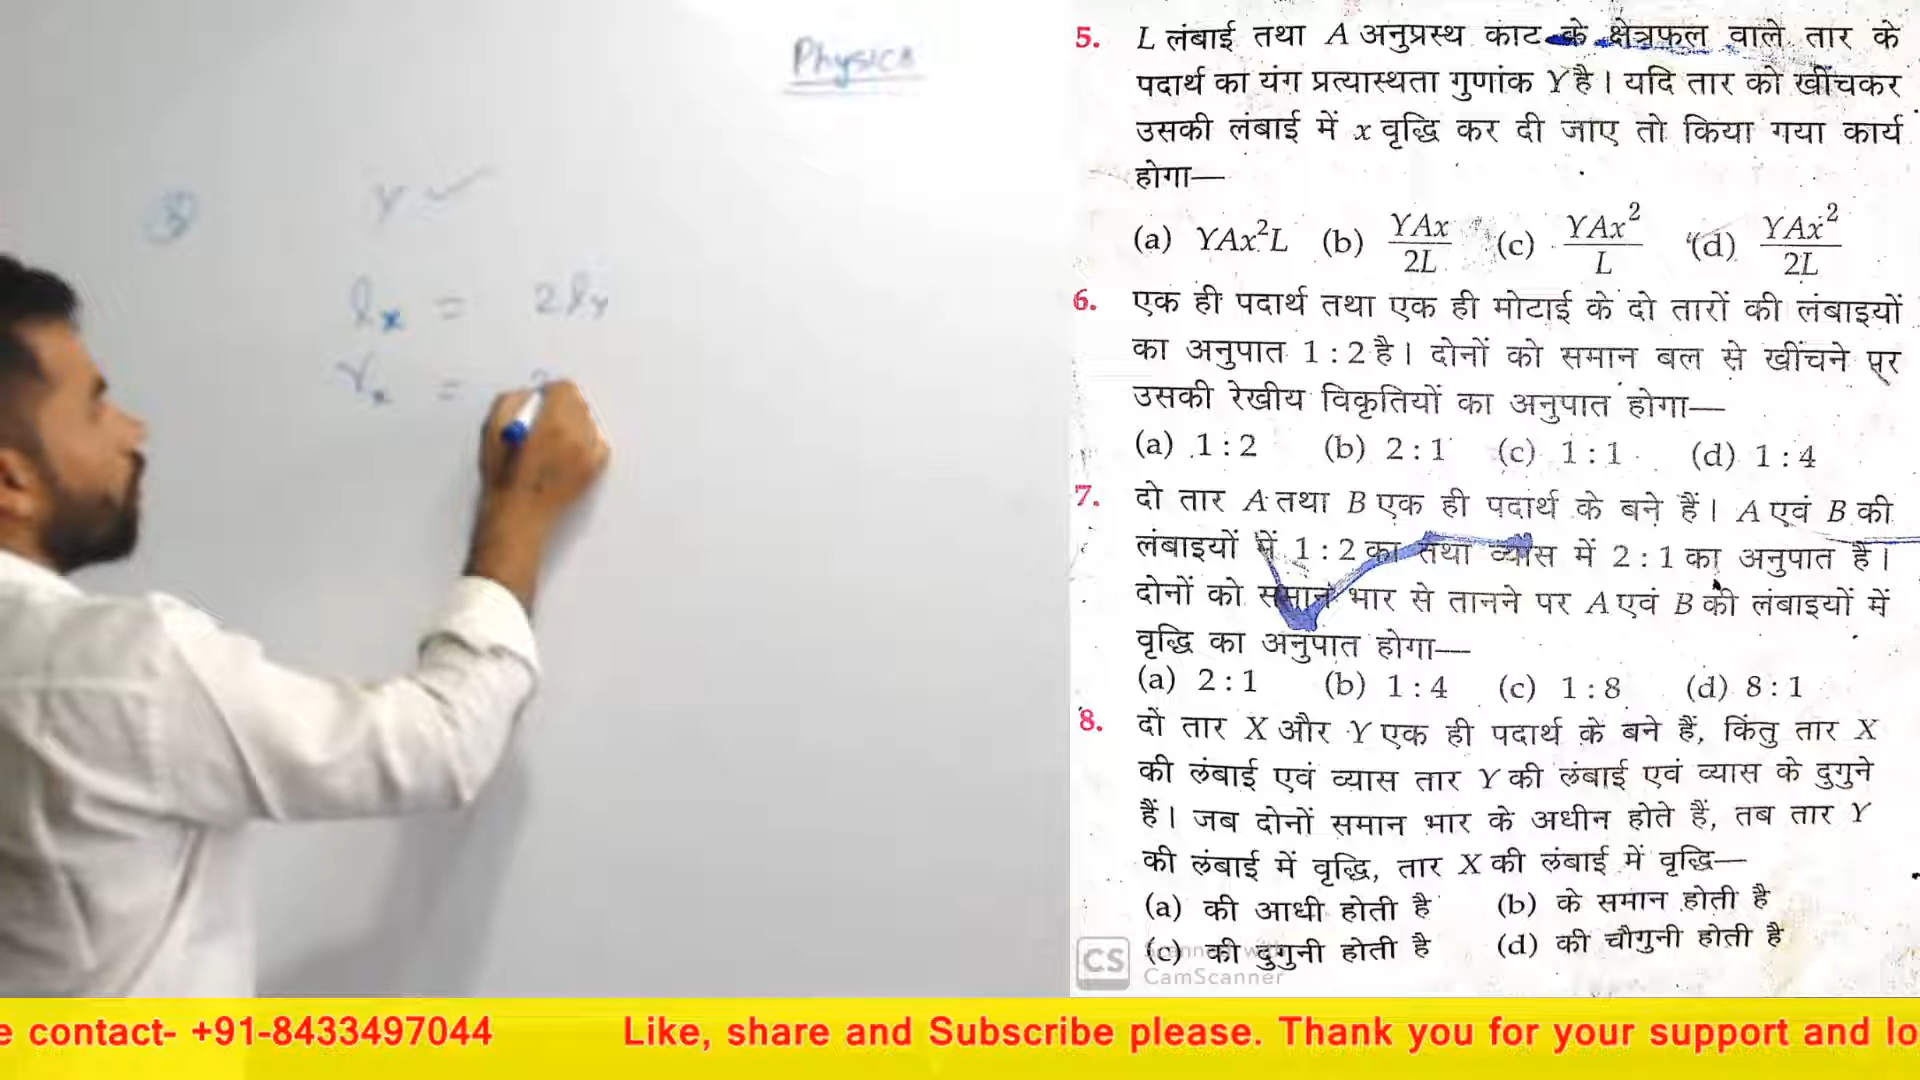 Physics
8
Y ✓
lx = 2ly
rx = 2
5. L लंबाई तथा A अनुप्रस्थ काट के क्षेत्रफल वाले तार के
पदार्थ का यंग प्रत्यास्थता गुणांक Y है। यदि तार को खींचकर
उसकी लंबाई में x वृद्धि कर दी जाए तो किया गया कार्य
होगा—
(a) YAx²L (b) YAx/2L (c) YAx²/L (d) YAx²/2L
6. एक ही पदार्थ तथा एक ही मोटाई के दो तारों की लंबाइयों
का अनुपात 1 : 2 है। दोनों को समान बल से खींचने पर
उसकी रेखीय विकृतियों का अनुपात होगा—
(a) 1 : 2 (b) 2 : 1 (c) 1 : 1 (d) 1 : 4
7. दो तार A तथा B एक ही पदार्थ के बने हैं। A एवं B की
लंबाइयों में 1 : 2 का तथा व्यास में 2 : 1 का अनुपात है।
दोनों को समान भार से तानने पर A एवं B की लंबाइयों में
वृद्धि का अनुपात होगा—
(a) 2 : 1 (b) 1 : 4 (c) 1 : 8 (d) 8 : 1
8. दो तार X और Y एक ही पदार्थ के बने हैं, किंतु तार X
की लंबाई एवं व्यास तार Y की लंबाई एवं व्यास के दुगुने
हैं। जब दोनों समान भार के अधीन होते हैं, तब तार Y
की लंबाई में वृद्धि, तार X की लंबाई में वृद्धि—
(a) की आधी होती है (b) के समान होती है
(c) की दुगुनी होती है (d) की चौगुनी होती है
CS Scanned with
CamScanner
e contact- +91-8433497044 Like, share and Subscribe please. Thank you for your support and lo